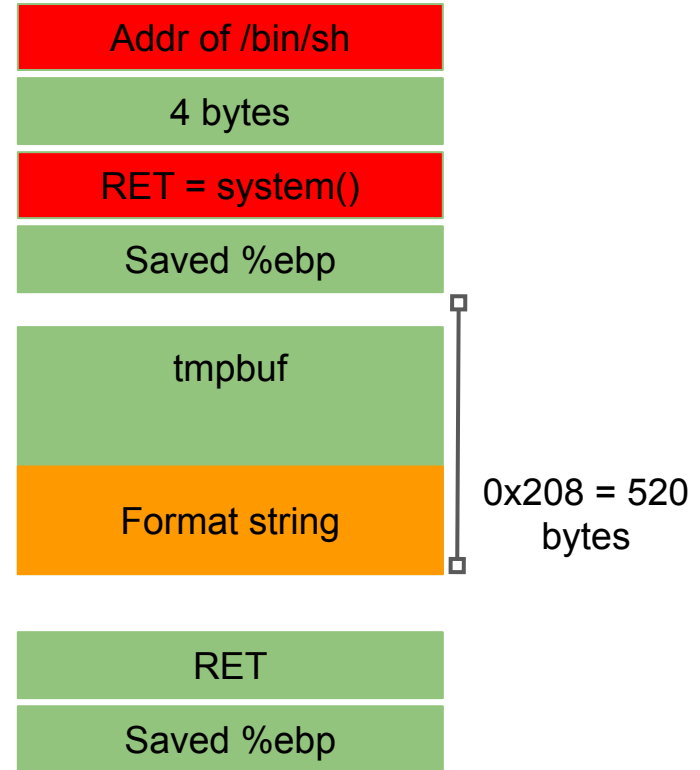 Addr of /bin/sh
4 bytes
RET = system()
Saved %ebp
tmpbuf
Format string
0x208 = 520
bytes
RET
Saved %ebp